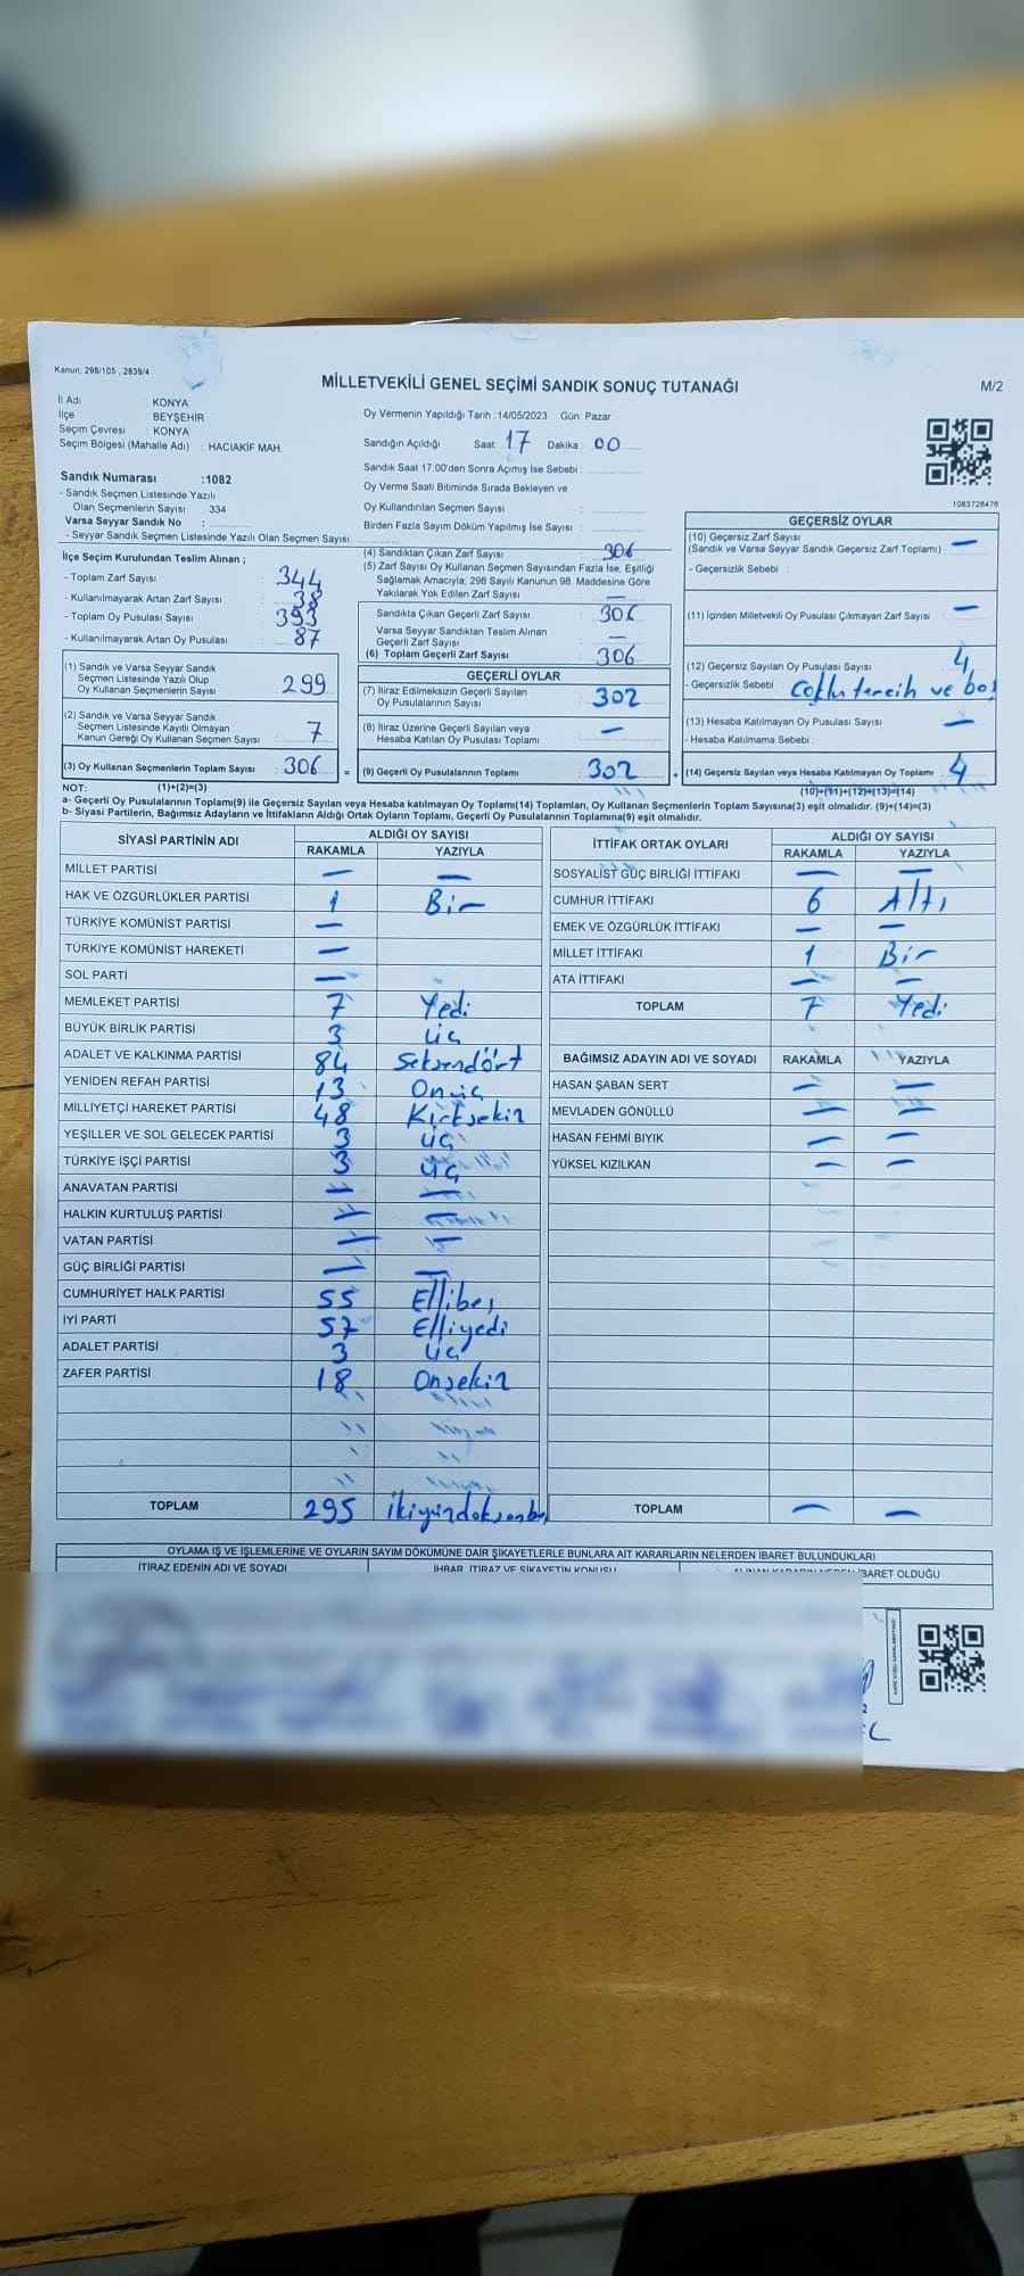 Kanun: 298/105 , 2839/4
MİLLETVEKİLİ GENEL SEÇİMİ SANDIK SONUÇ TUTANAĞI
M/2
İl Adı : KONYA
İlçe : BEYŞEHİR
Seçim Çevresi : KONYA
Seçim Bölgesi (Mahalle Adı) : HACIAKİF MAH.
Sandık Numarası :1082
- Sandık Seçmen Listesinde Yazılı
Olan Seçmenlerin Sayısı : 334
Varsa Seyyar Sandık No :
- Seyyar Sandık Seçmen Listesinde Yazılı Olan Seçmen Sayısı:
Oy Vermenin Yapıldığı Tarih :14/05/2023 Gün: Pazar
Sandığın Açıldığı Saat: 17 Dakika: 00
Sandık Saat 17.00'den Sonra Açımış İse Sebebi :
Oy Verme Saati Bitiminde Sırada Bekleyen ve
Oy Kullandırılan Seçmen Sayısı :
Birden Fazla Sayım Döküm Yapılmış İse Sayısı :
1083728476
İlçe Seçim Kurulundan Teslim Alınan ;
- Toplam Zarf Sayısı : 344
- Kullanılmayarak Artan Zarf Sayısı : 38
- Toplam Oy Pusulası Sayısı : 393
- Kullanılmayarak Artan Oy Pusulası : 87
(1) Sandık ve Varsa Seyyar Sandık
Seçmen Listesinde Yazılı Olup
Oy Kullanan Seçmenlerin Sayısı : 299
(2) Sandık ve Varsa Seyyar Sandık
Seçmen Listesinde Kayıtlı Olmayan
Kanun Gereği Oy Kullanan Seçmen Sayısı : 7
(3) Oy Kullanan Seçmenlerin Toplam Sayısı : 306
(4) Sandıktan Çıkan Zarf Sayısı : 306
(5) Zarf Sayısı Oy Kullanan Seçmen Sayısından Fazla İse, Eşitliği
Sağlamak Amacıyla, 298 Sayılı Kanunun 98. Maddesine Göre
Yakılarak Yok Edilen Zarf Sayısı : —
Sandıkta Çıkan Geçerli Zarf Sayısı : 306
Varsa Seyyar Sandıktan Teslim Alınan
Geçerli Zarf Sayısı : —
(6) Toplam Geçerli Zarf Sayısı : 306
GEÇERLİ OYLAR
(7) İtiraz Edilmeksizin Geçerli Sayılan
Oy Pusulalarının Sayısı : 302
(8) İtiraz Üzerine Geçerli Sayılan veya
Hesaba Katılan Oy Pusulası Toplamı : —
= (9) Geçerli Oy Pusulalarının Toplamı : 302
GEÇERSİZ OYLAR
(10) Geçersiz Zarf Sayısı
(Sandık ve Varsa Seyyar Sandık Geçersiz Zarf Toplamı) : —
- Geçersizlik Sebebi :
(11) İçinden Milletvekili Oy Pusulası Çıkmayan Zarf Sayısı : —
(12) Geçersiz Sayılan Oy Pusulası Sayısı : 4
- Geçersizlik Sebebi : Çoklu tercih ve boş
(13) Hesaba Katılmayan Oy Pusulası Sayısı : —
- Hesaba Katılmama Sebebi :
+ (14) Geçersiz Sayılan veya Hesaba Katılmayan Oy Toplamı : 4
NOT: (1)+(2)=(3)
(10)+(11)+(12)+(13)=(14)
a- Geçerli Oy Pusulalarının Toplamı(9) ile Geçersiz Sayılan veya Hesaba katılmayan Oy Toplamı(14) Toplamları, Oy Kullanan Seçmenlerin Toplam Sayısına(3) eşit olmalıdır. (9)+(14)=(3)
b- Siyasi Partilerin, Bağımsız Adayların ve İttifakların Aldığı Ortak Oyların Toplamı, Geçerli Oy Pusulalarının Toplamına(9) eşit olmalıdır.
SİYASİ PARTİNİN ADI ALDIĞI OY SAYISI
RAKAMLA YAZIYLA
MİLLET PARTİSİ — —
HAK VE ÖZGÜRLÜKLER PARTİSİ 1 Bir
TÜRKİYE KOMÜNİST PARTİSİ —
TÜRKİYE KOMÜNİST HAREKETİ —
SOL PARTİ —
MEMLEKET PARTİSİ 7 Yedi
BÜYÜK BİRLİK PARTİSİ 3 Üç
ADALET VE KALKINMA PARTİSİ 84 Seksendört
YENİDEN REFAH PARTİSİ 13 Onüç
MİLLİYETÇİ HAREKET PARTİSİ 48 Kırksekiz
YEŞİLLER VE SOL GELECEK PARTİSİ 3 üç
TÜRKİYE İŞÇİ PARTİSİ 3 üç
ANAVATAN PARTİSİ — —
HALKIN KURTULUŞ PARTİSİ — —
VATAN PARTİSİ — —
GÜÇ BİRLİĞİ PARTİSİ — —
CUMHURİYET HALK PARTİSİ 55 Ellibeş
İYİ PARTİ 57 Elliyedi
ADALET PARTİSİ 3 üç
ZAFER PARTİSİ 18 Onsekiz
TOPLAM 295 ikiyüzdoksanbeş
İTTİFAK ORTAK OYLARI ALDIĞI OY SAYISI
RAKAMLA YAZIYLA
SOSYALİST GÜÇ BİRLİĞİ İTTİFAKI — —
CUMHUR İTTİFAKI 6 Altı
EMEK VE ÖZGÜRLÜK İTTİFAKI — —
MİLLET İTTİFAKI 1 Bir
ATA İTTİFAKI — —
TOPLAM 7 Yedi
BAĞIMSIZ ADAYIN ADI VE SOYADI RAKAMLA YAZIYLA
HASAN ŞABAN SERT — —
MEVLADEN GÖNÜLLÜ — —
HASAN FEHMİ BIYIK — —
YÜKSEL KIZILKAN — —
TOPLAM — —
OYLAMA İŞ VE İŞLEMLERİNE VE OYLARIN SAYIM DÖKÜMÜNE DAİR ŞİKAYETLERLE BUNLARA AİT KARARLARIN NELERDEN İBARET BULUNDUKLARI
İTİRAZ EDENİN ADI VE SOYADI İHBAR, İTİRAZ VE ŞİKAYETİN KONUSU ALINAN KARARIN NEDEN İBARET OLDUĞU